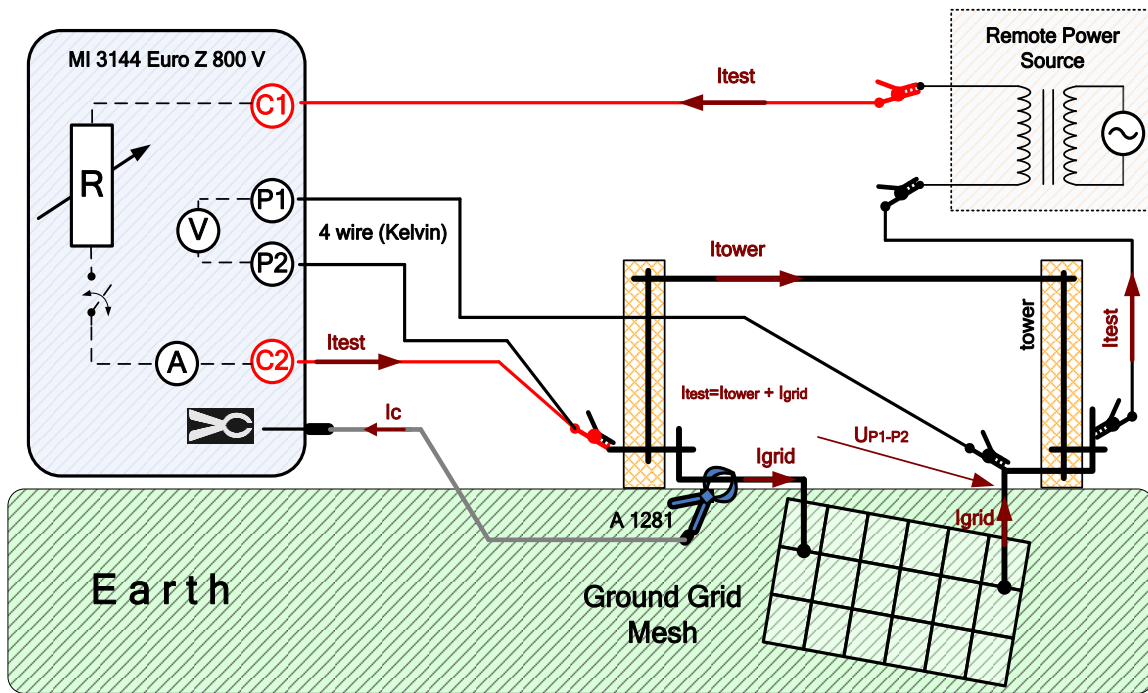 MI 3144 Euro Z 800 V
Remote Power
Source
C1
Itest
R
P1
V
4 wire (Kelvin)
P2
Itower
tower
Itest
Itest
C2
A
Itest=Itower + Igrid
Ic
UP1-P2
Igrid
A 1281
Igrid
Earth
Ground Grid
Mesh